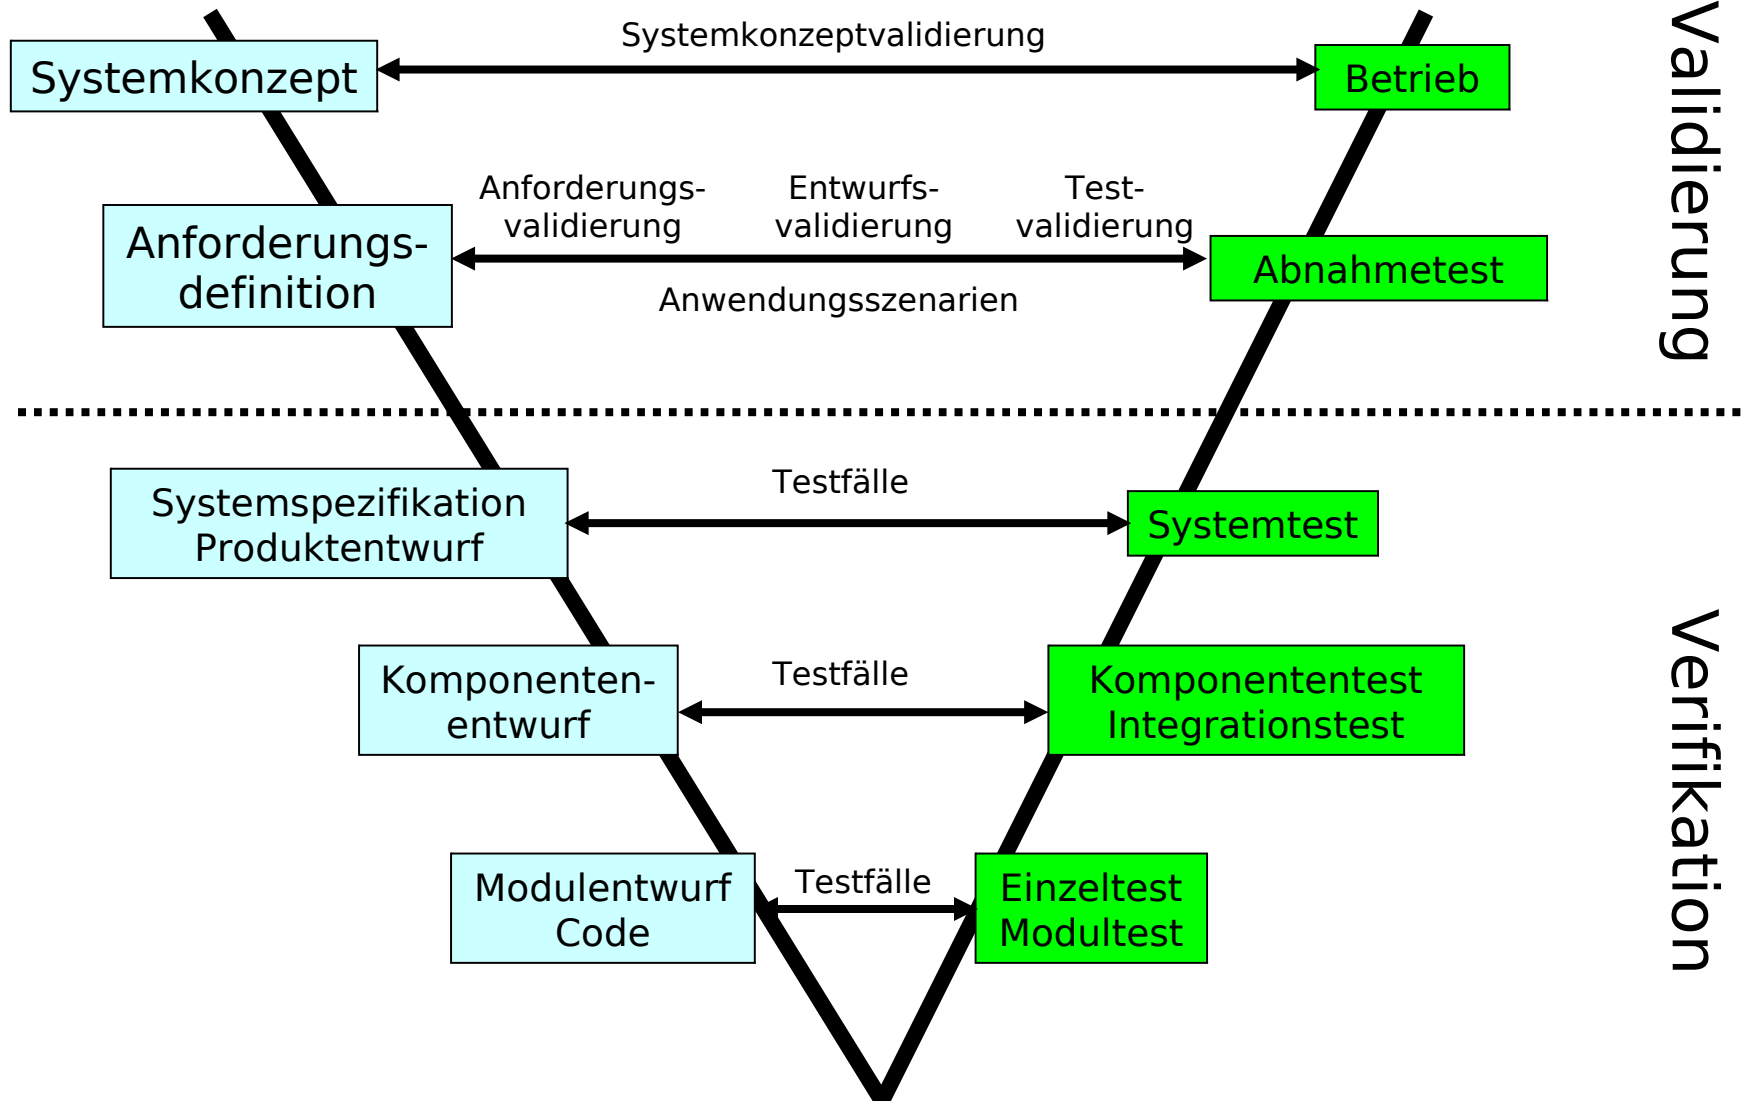 Systemkonzept
Systemkonzeptvalidierung
Betrieb
Validierung
Anforderungs-
definition
Anforderungs-
validierung
Entwurfs-
validierung
Test-
validierung
Anwendungsszenarien
Abnahmetest
Systemspezifikation
Produktentwurf
Testfälle
Systemtest
Verifikation
Komponenten-
entwurf
Testfälle
Komponententest
Integrationstest
Modulentwurf
Code
Testfälle
Einzeltest
Modultest